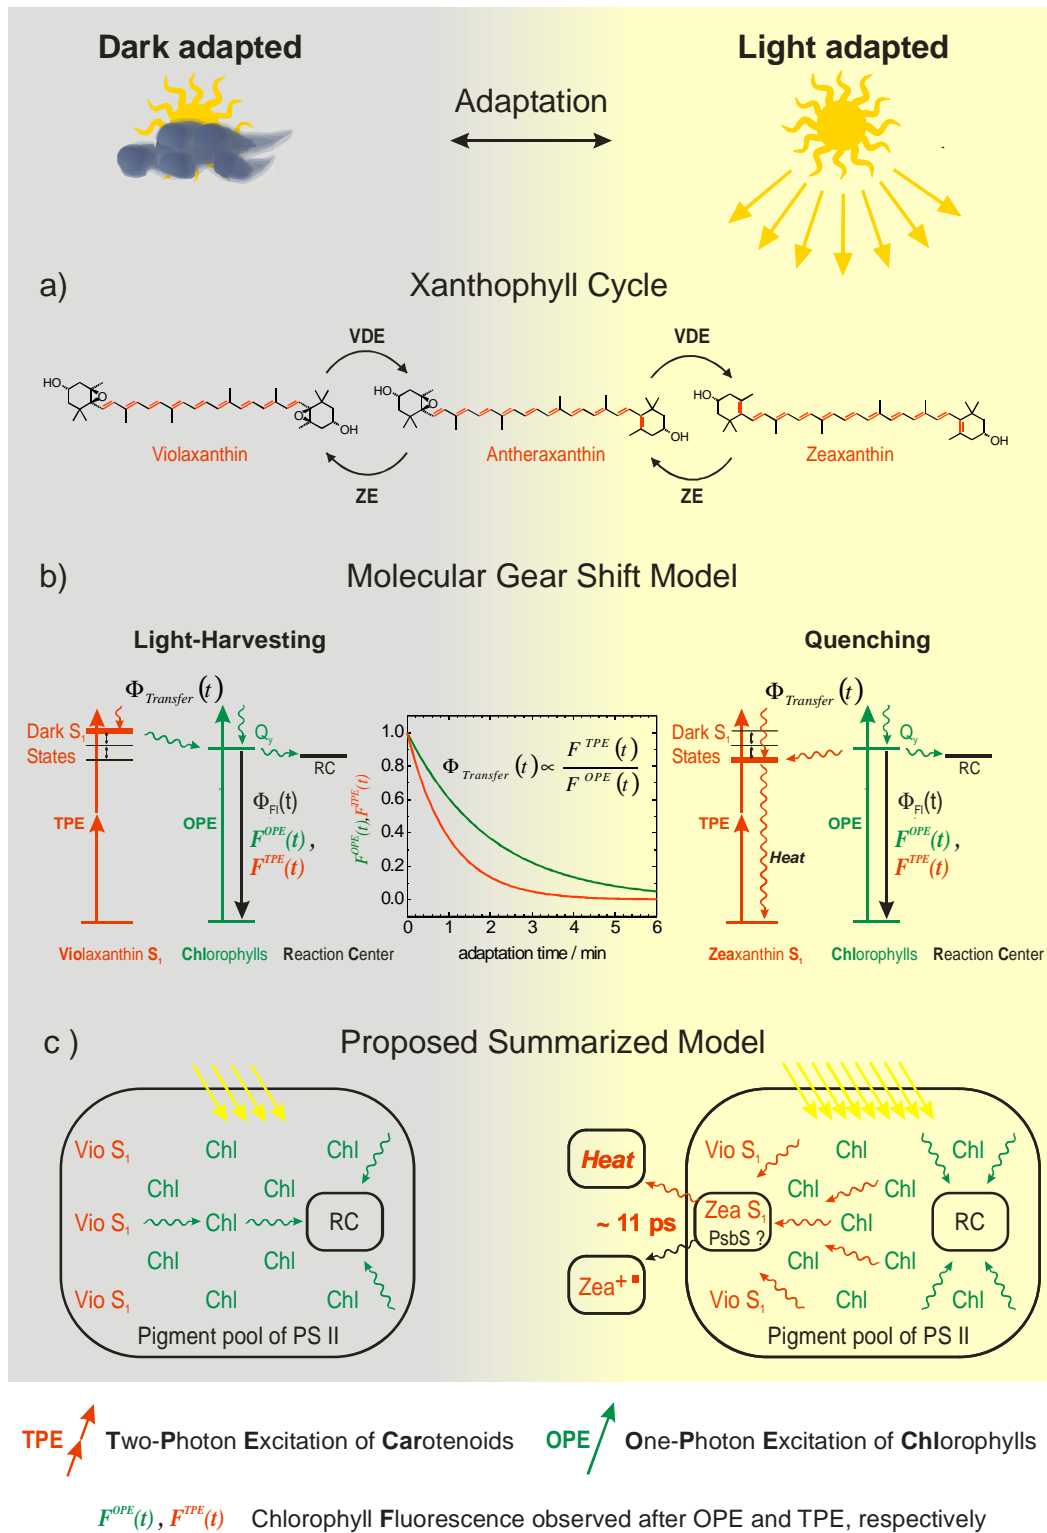 Dark adapted
Light adapted
Adaptation
a)
Xanthophyll Cycle
VDE
VDE
HO
O
O
OH
HO
O
OH
HO
OH
Violaxanthin
Antheraxanthin
Zeaxanthin
ZE
ZE
b)
Molecular Gear Shift Model
Light-Harvesting
Quenching
Φ Transfer (t)
Dark S1
States
Qy
RC
TPE
OPE
ΦFl(t)
F^OPE(t) ,
F^TPE(t)
Violaxanthin S1
Chlorophylls
Reaction Center
F^OPE(t), F^TPE(t)
1.0
0.8
0.6
0.4
0.2
0.0
0 1 2 3 4 5 6
adaptation time / min
Φ Transfer (t) ∝ F^TPE (t) / F^OPE (t)
Φ Transfer (t)
Dark S1
States
Qy
RC
TPE
OPE
Heat
ΦFl(t)
F^OPE(t) ,
F^TPE(t)
Zeaxanthin S1
Chlorophylls
Reaction Center
c )
Proposed Summarized Model
Vio S1 Chl Chl
Chl Chl
Vio S1 Chl RC
Chl Chl
Vio S1 Chl Chl
Pigment pool of PS II
Heat
~ 11 ps
Zea+▪
Vio S1 Chl Chl
Chl Chl
Zea S1 Chl RC
PsbS ?
Chl Chl
Vio S1 Chl Chl
Pigment pool of PS II
TPE Two-Photon Excitation of Carotenoids
OPE One-Photon Excitation of Chlorophylls
F^OPE(t) , F^TPE(t) Chlorophyll Fluorescence observed after OPE and TPE, respectively